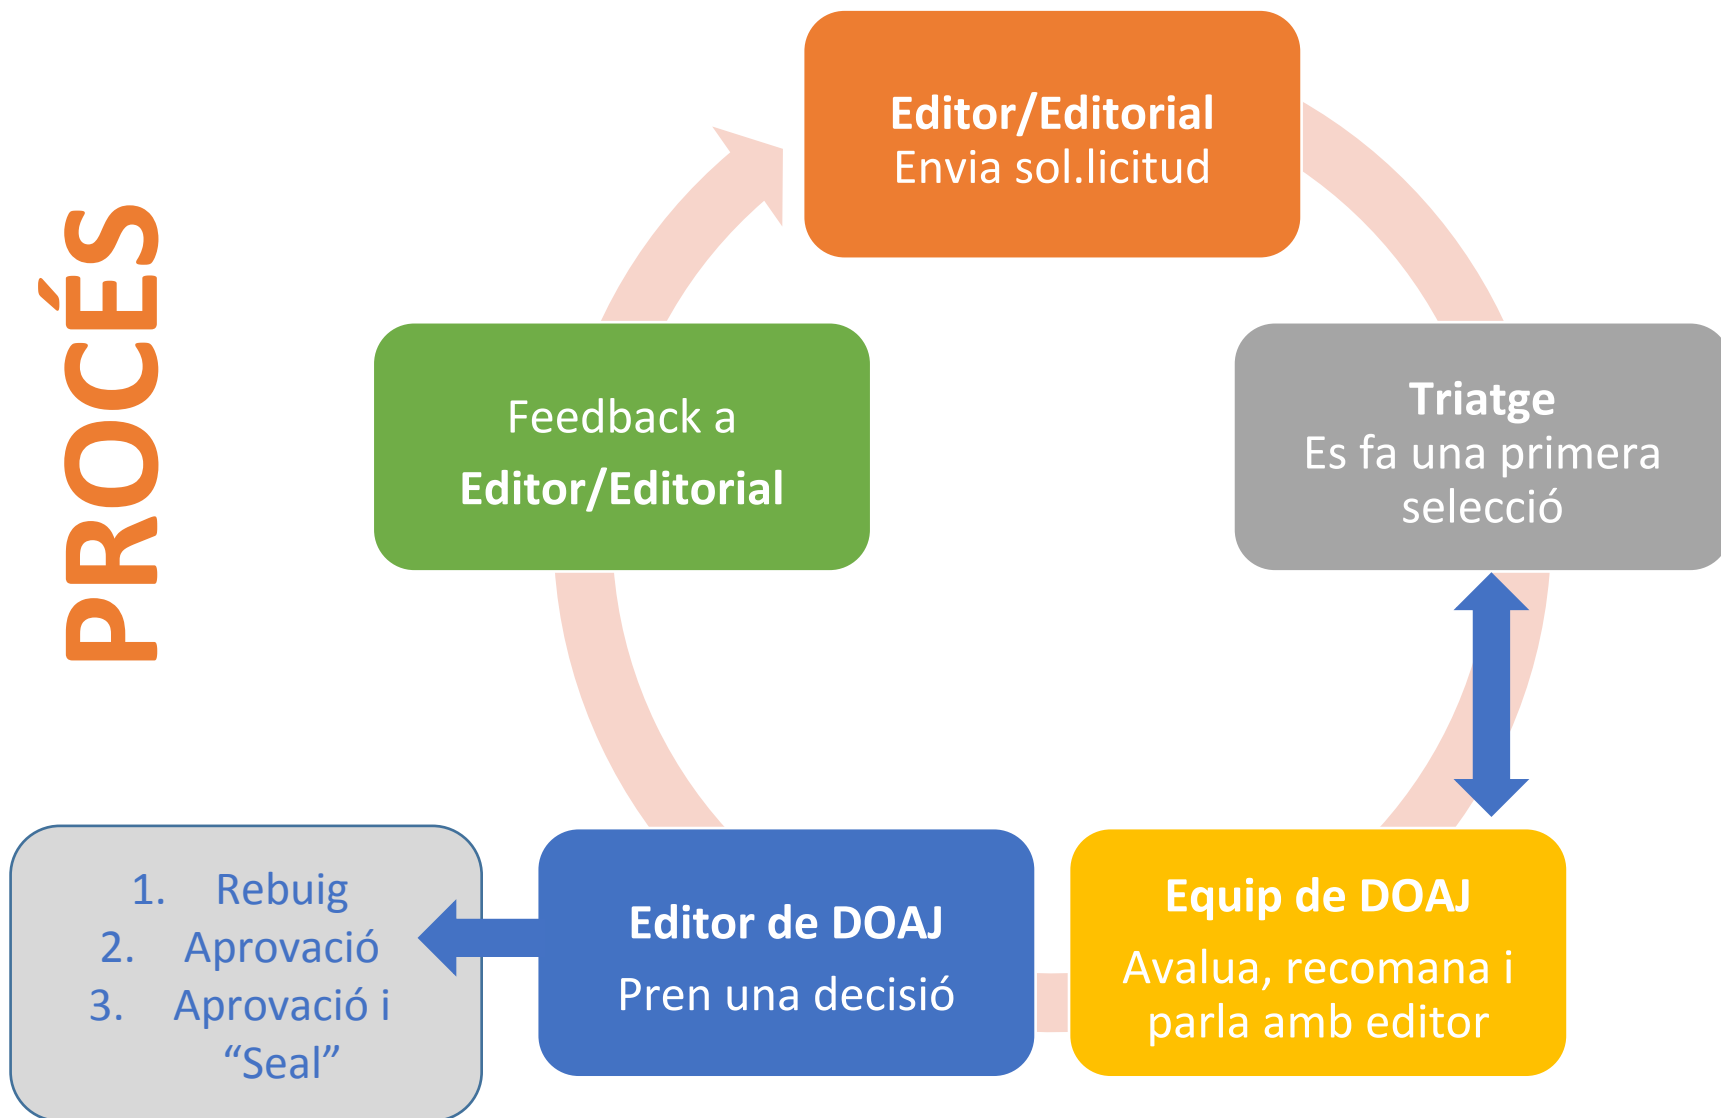 PROCÉS
Editor/Editorial
Envia sol.licitud
Triatge
Es fa una primera
selecció
Equip de DOAJ
Avalua, recomana i
parla amb editor
Editor de DOAJ
Pren una decisió
1. Rebuig
2. Aprovació
3. Aprovació i
“Seal”
Feedback a
Editor/Editorial